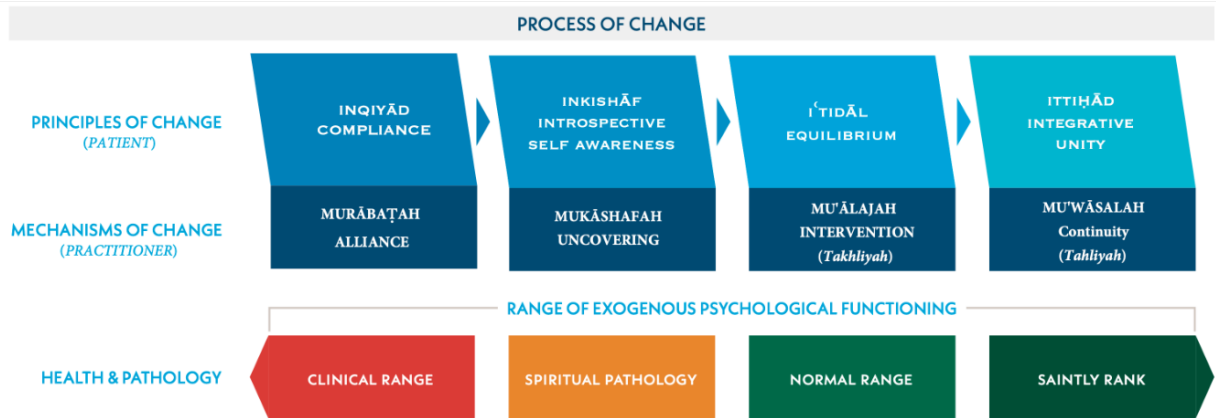 PROCESS OF CHANGE
PRINCIPLES OF CHANGE
(PATIENT)
INQIYĀD
COMPLIANCE
INKISHĀF
INTROSPECTIVE
SELF AWARENESS
IʿTIDĀL
EQUILIBRIUM
ITTIḤĀD
INTEGRATIVE
UNITY
MECHANISMS OF CHANGE
(PRACTITIONER)
MURĀBAṬAH
ALLIANCE
MUKĀSHAFAH
UNCOVERING
MU'ĀLAJAH
INTERVENTION
(Takhliyah)
MU'WĀSALAH
Continuity
(Tahliyah)
RANGE OF EXOGENOUS PSYCHOLOGICAL FUNCTIONING
HEALTH & PATHOLOGY
CLINICAL RANGE
SPIRITUAL PATHOLOGY
NORMAL RANGE
SAINTLY RANK